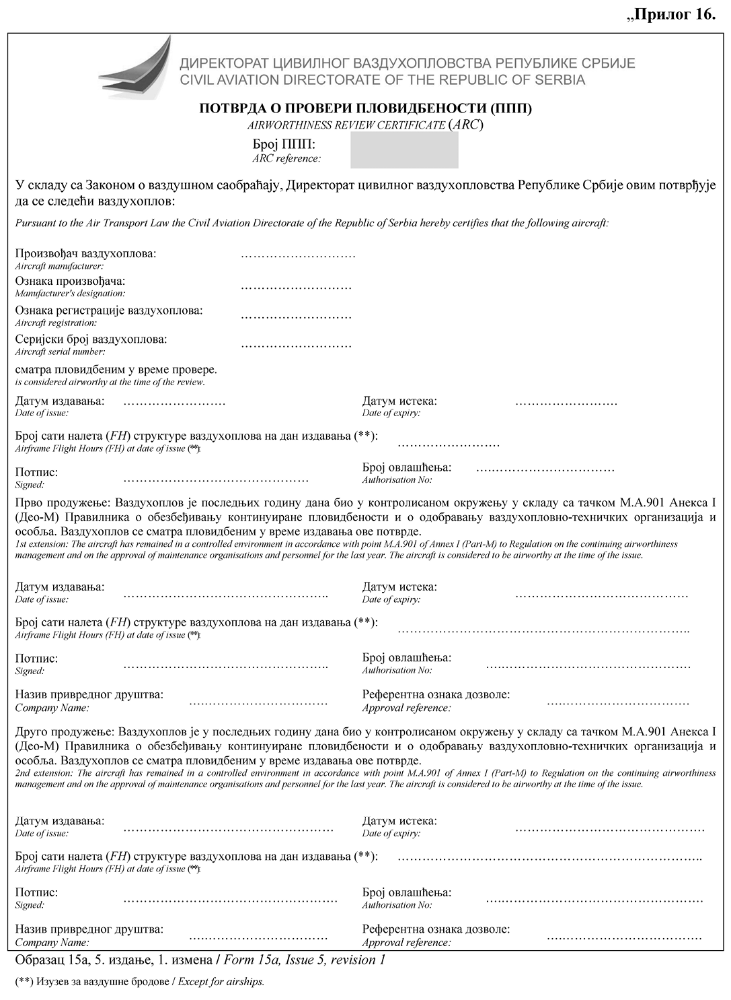 „Прилог 16.
ДИРЕКТОРАТ ЦИВИЛНОГ ВАЗДУХОПЛОВСТВА РЕПУБЛИКЕ СРБИЈЕ
CIVIL AVIATION DIRECTORATE OF THE REPUBLIC OF SERBIA
ПОТВРДА О ПРОВЕРИ ПЛОВИДБЕНОСТИ (ППП)
AIRWORTHINESS REVIEW CERTIFICATE (ARC)
Број ППП:
ARC reference:
У складу са Законом о ваздушном саобраћају, Директорат цивилног ваздухопловства Републике Србије овим потврђује
да се следећи ваздухоплов:
Pursuant to the Air Transport Law the Civil Aviation Directorate of the Republic of Serbia hereby certifies that the following aircraft:
Произвођач ваздухоплова: ……………………….
Aircraft manufacturer:
Ознака произвођача: ………………………
Manufacturer's designation:
Ознака регистрације ваздухоплова: ………………………
Aircraft registration:
Серијски број ваздухоплова: ………………………
Aircraft serial number:
сматра пловидбеним у време провере.
is considered airworthy at the time of the review.
Датум издавања: ……………………. Датум истека: …………………….
Date of issue: Date of expiry:
Број сати налета (FH) структуре ваздухоплова на дан издавања (**): …………………….
Airframe Flight Hours (FH) at date of issue (**):
Потпис: ……………………………………… Број овлашћења: ….…………………………
Signed: Authorisation No:
Прво продужење: Ваздухоплов је последњих годину дана био у контролисаном окружењу у складу са тачком М.А.901 Анекса I
(Део-М) Правилника о обезбеђивању континуиране пловидбености и о одобравању ваздухопловно-техничких организација и
особља. Ваздухоплов се сматра пловидбеним у време издавања ове потврде.
1st extension: The aircraft has remained in a controlled environment in accordance with point M.A.901 of Annex I (Part-M) to Regulation on the continuing airworthiness
management and on the approval of maintenance organisations and personnel for the last year. The aircraft is considered to be airworthy at the time of the issue.
Датум издавања: ………………………………………….. Датум истека: ……………………………………
Date of issue: Date of expiry:
Број сати налета (FH) структуре ваздухоплова на дан издавања (**): ……………………………………………………………..
Airframe Flight Hours (FH) at date of issue (**):
Потпис: ………………………………………….. Број овлашћења: ….……………………………………….
Signed: Authorisation No:
Назив привредног друштва: ….………………………… Референтна ознака дозволе: ….…………………………
Company Name: Approval reference:
Друго продужење: Ваздухоплов је у последњих годину дана био у контролисаном окружењу у складу са тачком М.А.901 Анекса I
(Део-М) Правилника о обезбеђивању континуиране пловидбености и о одобравању ваздухопловно-техничких организација и
особља. Ваздухоплов се сматра пловидбеним у време издавања ове потврде.
2nd extension: The aircraft has remained in a controlled environment in accordance with point M.A.901 of Annex I (Part-M) to Regulation on the continuing airworthiness
management and on the approval of maintenance organisations and personnel for the last year. The aircraft is considered to be airworthy at the time of the issue.
Датум издавања: …………………………………………… Датум истека: ……………………………………….
Date of issue: Date of expiry:
Број сати налета (FH) структуре ваздухоплова на дан издавања (**): ………………………………………………………………..
Airframe Flight Hours (FH) at date of issue (**):
Потпис: ……………………………………………. Број овлашћења: ….………………………………………….
Signed: Authorisation No:
Назив привредног друштва: ….………………………… Референтна ознака дозволе: ….…………………………….
Company Name: Approval reference:
Образац 15а, 5. издање, 1. измена / Form 15a, Issue 5, revision 1
(**) Изузев за ваздушне бродове / Except for airships.